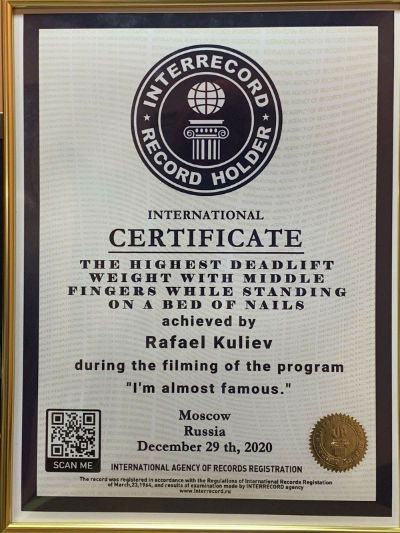 INTERRECORD
RECORD HOLDER
INTERNATIONAL
CERTIFICATE
THE HIGHEST DEADLIFT
WEIGHT WITH MIDDLE
FINGERS WHILE STANDING
ON A BED OF NAILS
achieved by
Rafael Kuliev
during the filming of the program
"I'm almost famous."
Moscow
Russia
December 29 th, 2020
SCAN ME
INTERNATIONAL AGENCY OF RECORDS REGISTRATION
The record was registered in accordance with the Regulations of International Records Registration
of March,23,1964, and results of examination made by INTERRECORD agency
www.interrecord.ru